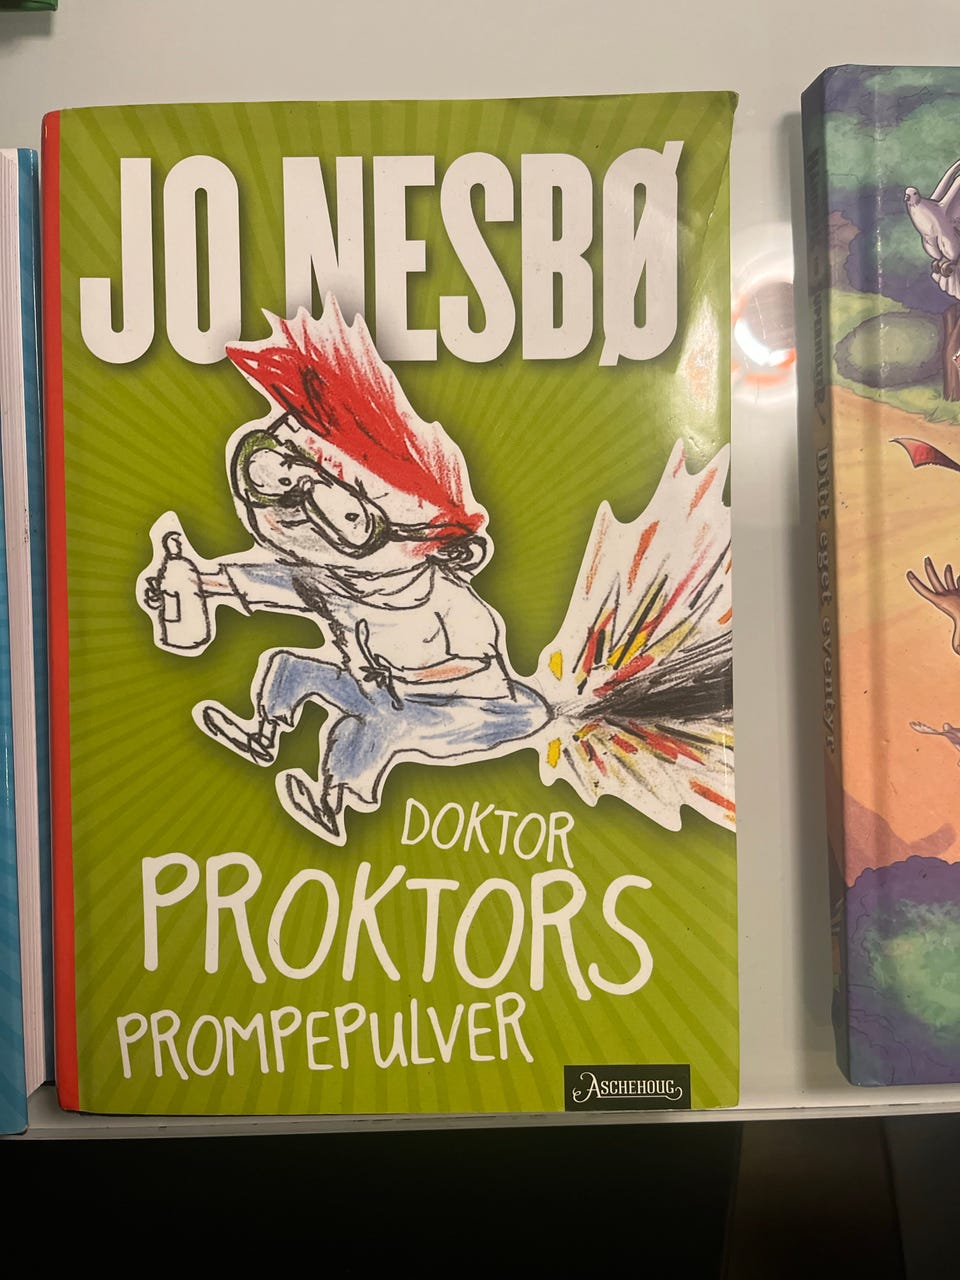 JO NESBØ
DOKTOR
PROKTORS
PROMPEPULVER
ASCHEHOUG
Ditt eget eventyr